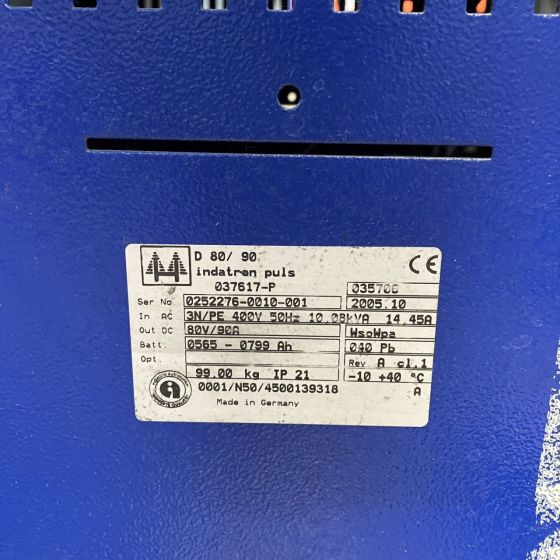 D 80/ 90
indatron puls
037617-P 035706
CE
Ser No 0252276-0010-001 2005.10
In AC 3N/PE 400V 50Hz 10,08kVA 14,45A
Out DC 80V/90A WsoWpa
Batt. 0565 - 0799 Ah 040 Pb
Opt. Rev A cl.1
99.00 kg IP 21 -10 +40 °C
0001/N50/4500139318 A
Made in Germany